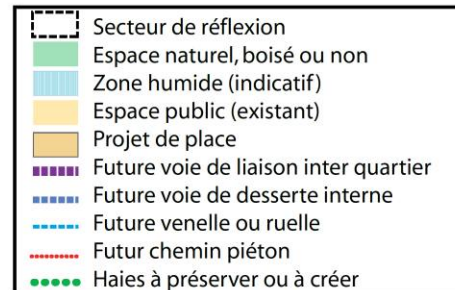 Secteur de réflexion
Espace naturel, boisé ou non
Zone humide (indicatif)
Espace public (existant)
Projet de place
Future voie de liaison inter quartier
Future voie de desserte interne
Future venelle ou ruelle
Futur chemin piéton
Haies à préserver ou à créer